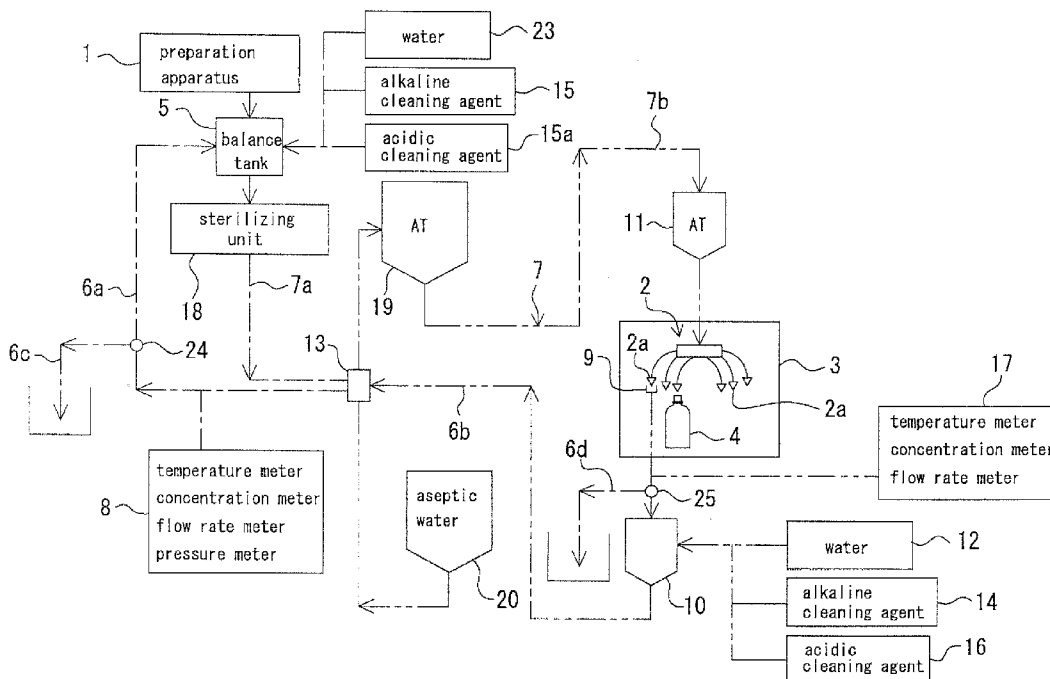 water
23
1
preparation
apparatus
alkaline
cleaning agent
15
5
balance
tank
acidic
cleaning agent
15a
7b
sterilizing
unit
AT
11
AT
6a
18
7a
19
7
2
6c
24
13
2a
9
3
17
6b
2a
4
temperature meter
concentration meter
flow rate meter
6d
8
temperature meter
concentration meter
flow rate meter
pressure meter
aseptic
water
25
20
10
water
12
alkaline
cleaning agent
14
acidic
cleaning agent
16